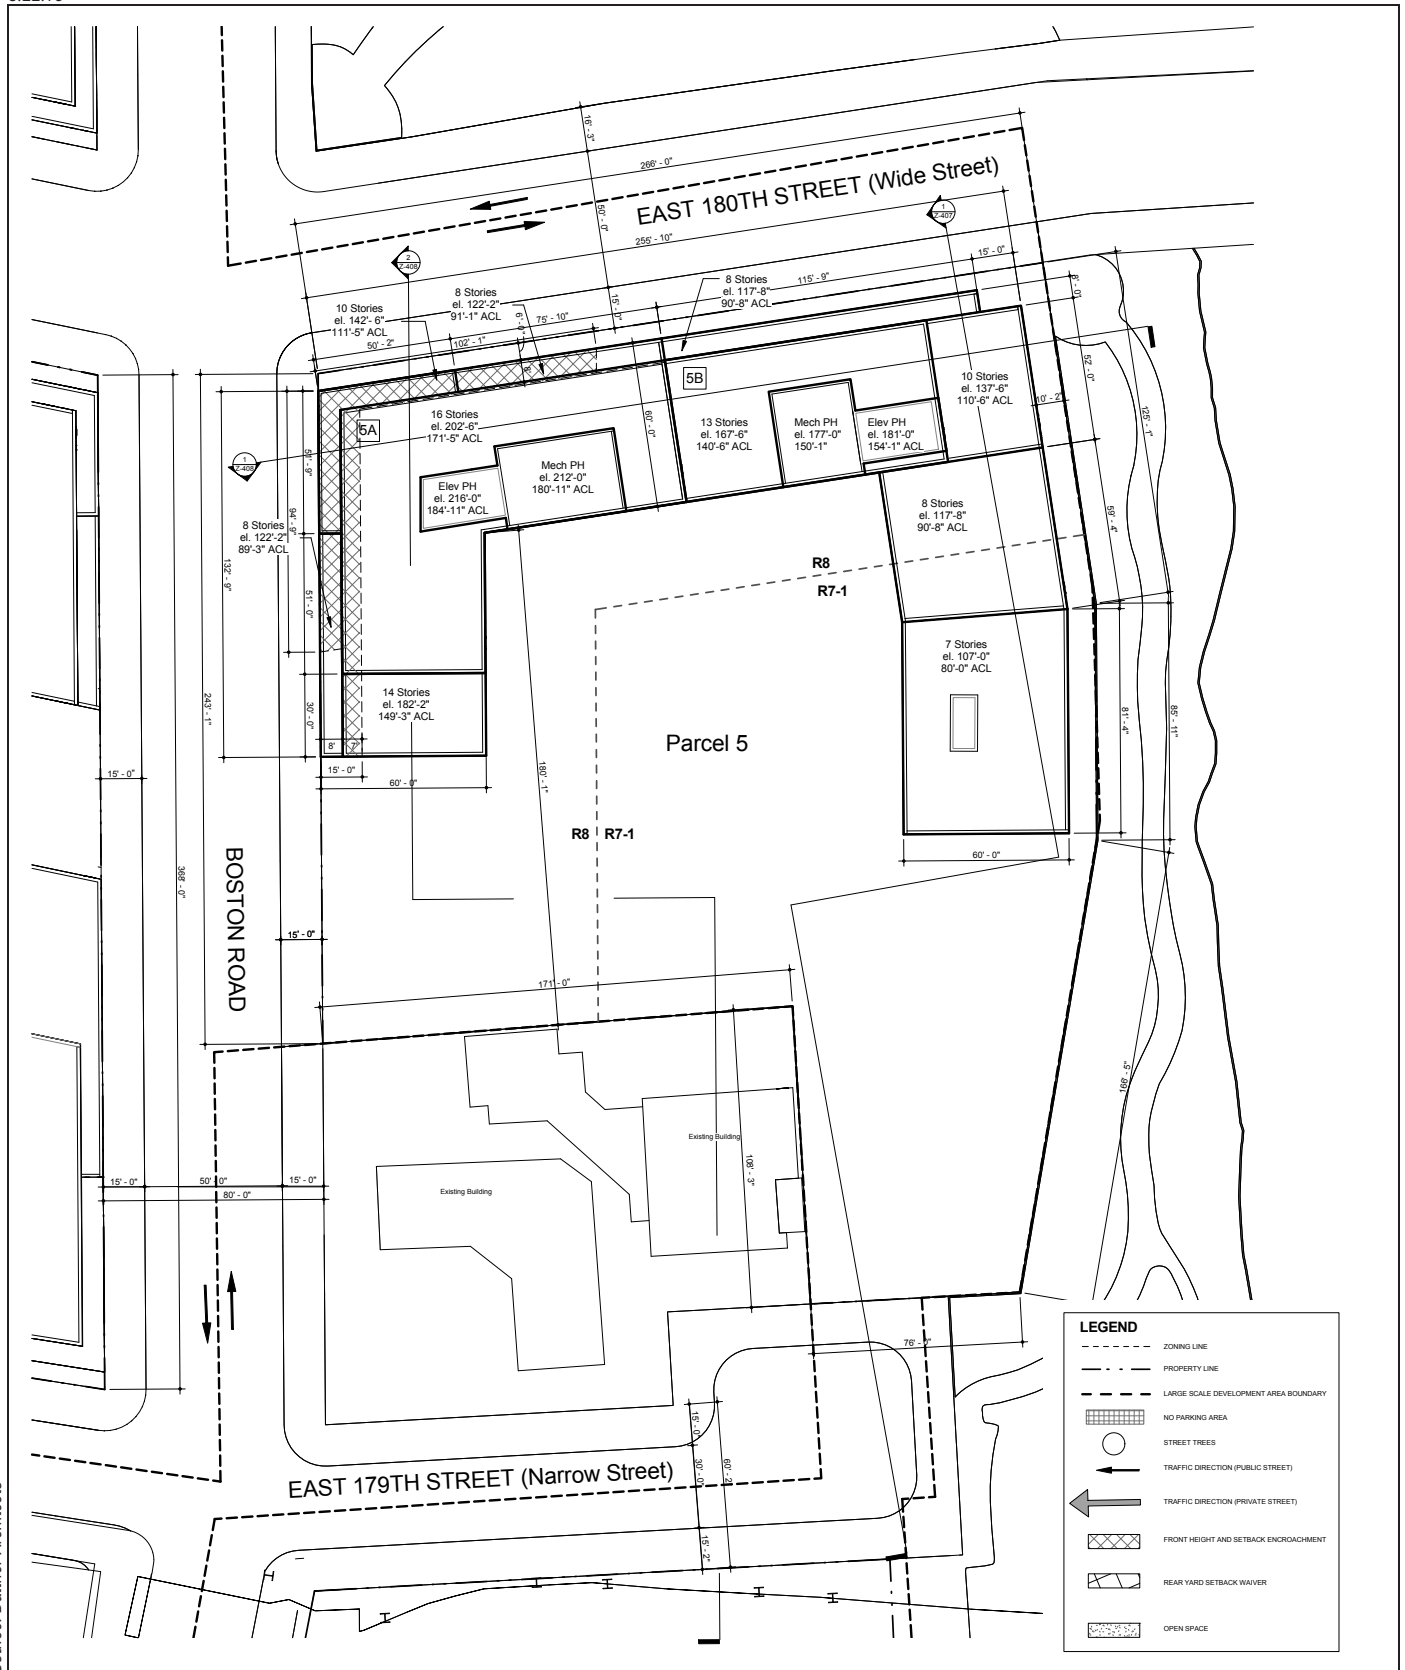 16' - 3"
266' - 0"
EAST 180TH STREET (Wide Street)
50' - 0"
1
Z-407
255' - 10"
2
Z-408
15' - 0"
115' - 9"
15' - 0"
8' - 0"
8 Stories
el. 117'-8"
90'-8" ACL
8 Stories
el. 122'-2"
91'-1" ACL
10 Stories
el. 142'- 6"
111'-5" ACL
6' - 0"
75' - 10"
50' - 2"
102' - 1"
8'
5B
52' - 0"
125' - 1"
10 Stories
el. 137'-6"
110'-6" ACL
10' - 2"
16 Stories
el. 202'-6"
171'-5" ACL
5A
60' - 0"
13 Stories
el. 167'-6"
140'-6" ACL
Mech PH
el. 177'-0"
150'-1"
Elev PH
el. 181'-0"
154'-1" ACL
1
Z-408
Mech PH
el. 212'-0"
180'-11" ACL
Elev PH
el. 216'-0"
184'-11" ACL
94' - 9"
132' - 9"
8 Stories
el. 122'-2"
89'-3" ACL
8 Stories
el. 117'-8"
90'-8" ACL
59' - 4"
R8
R7-1
51' - 0"
7 Stories
el. 107'-0"
80'-0" ACL
14 Stories
el. 182'-2"
149'-3" ACL
30' - 0"
243' - 1"
8'
7'
81' - 4"
85' - 11"
Parcel 5
15' - 0"
15' - 0"
60' - 0"
180' - 1"
R8
R7-1
60' - 0"
368' - 0"
BOSTON ROAD
15' - 0"
171' - 0"
166' - 5"
Existing Building
108' - 3"
Existing Building
15' - 0"
50' - 0"
15' - 0"
80' - 0"
76' - 0"
15' - 0"
30' - 0"
60' - 2"
15' - 2"
EAST 179TH STREET (Narrow Street)
LEGEND
ZONING LINE
PROPERTY LINE
LARGE SCALE DEVELOPMENT AREA BOUNDARY
NO PARKING AREA
STREET TREES
TRAFFIC DIRECTION (PUBLIC STREET)
TRAFFIC DIRECTION (PRIVATE STREET)
FRONT HEIGHT AND SETBACK ENCROACHMENT
REAR YARD SETBACK WAIVER
OPEN SPACE